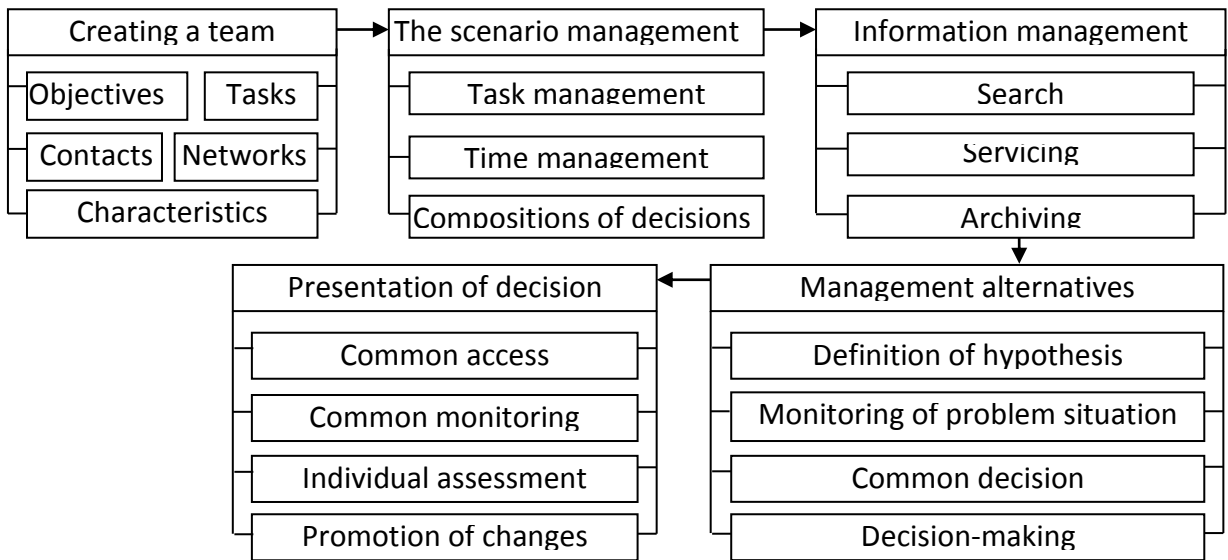 Creating a team
The scenario management
Information management
Objectives
Tasks
Contacts
Networks
Characteristics
Task management
Time management
Compositions of decisions
Search
Servicing
Archiving
Presentation of decision
Management alternatives
Common access
Common monitoring
Individual assessment
Promotion of changes
Definition of hypothesis
Monitoring of problem situation
Common decision
Decision-making